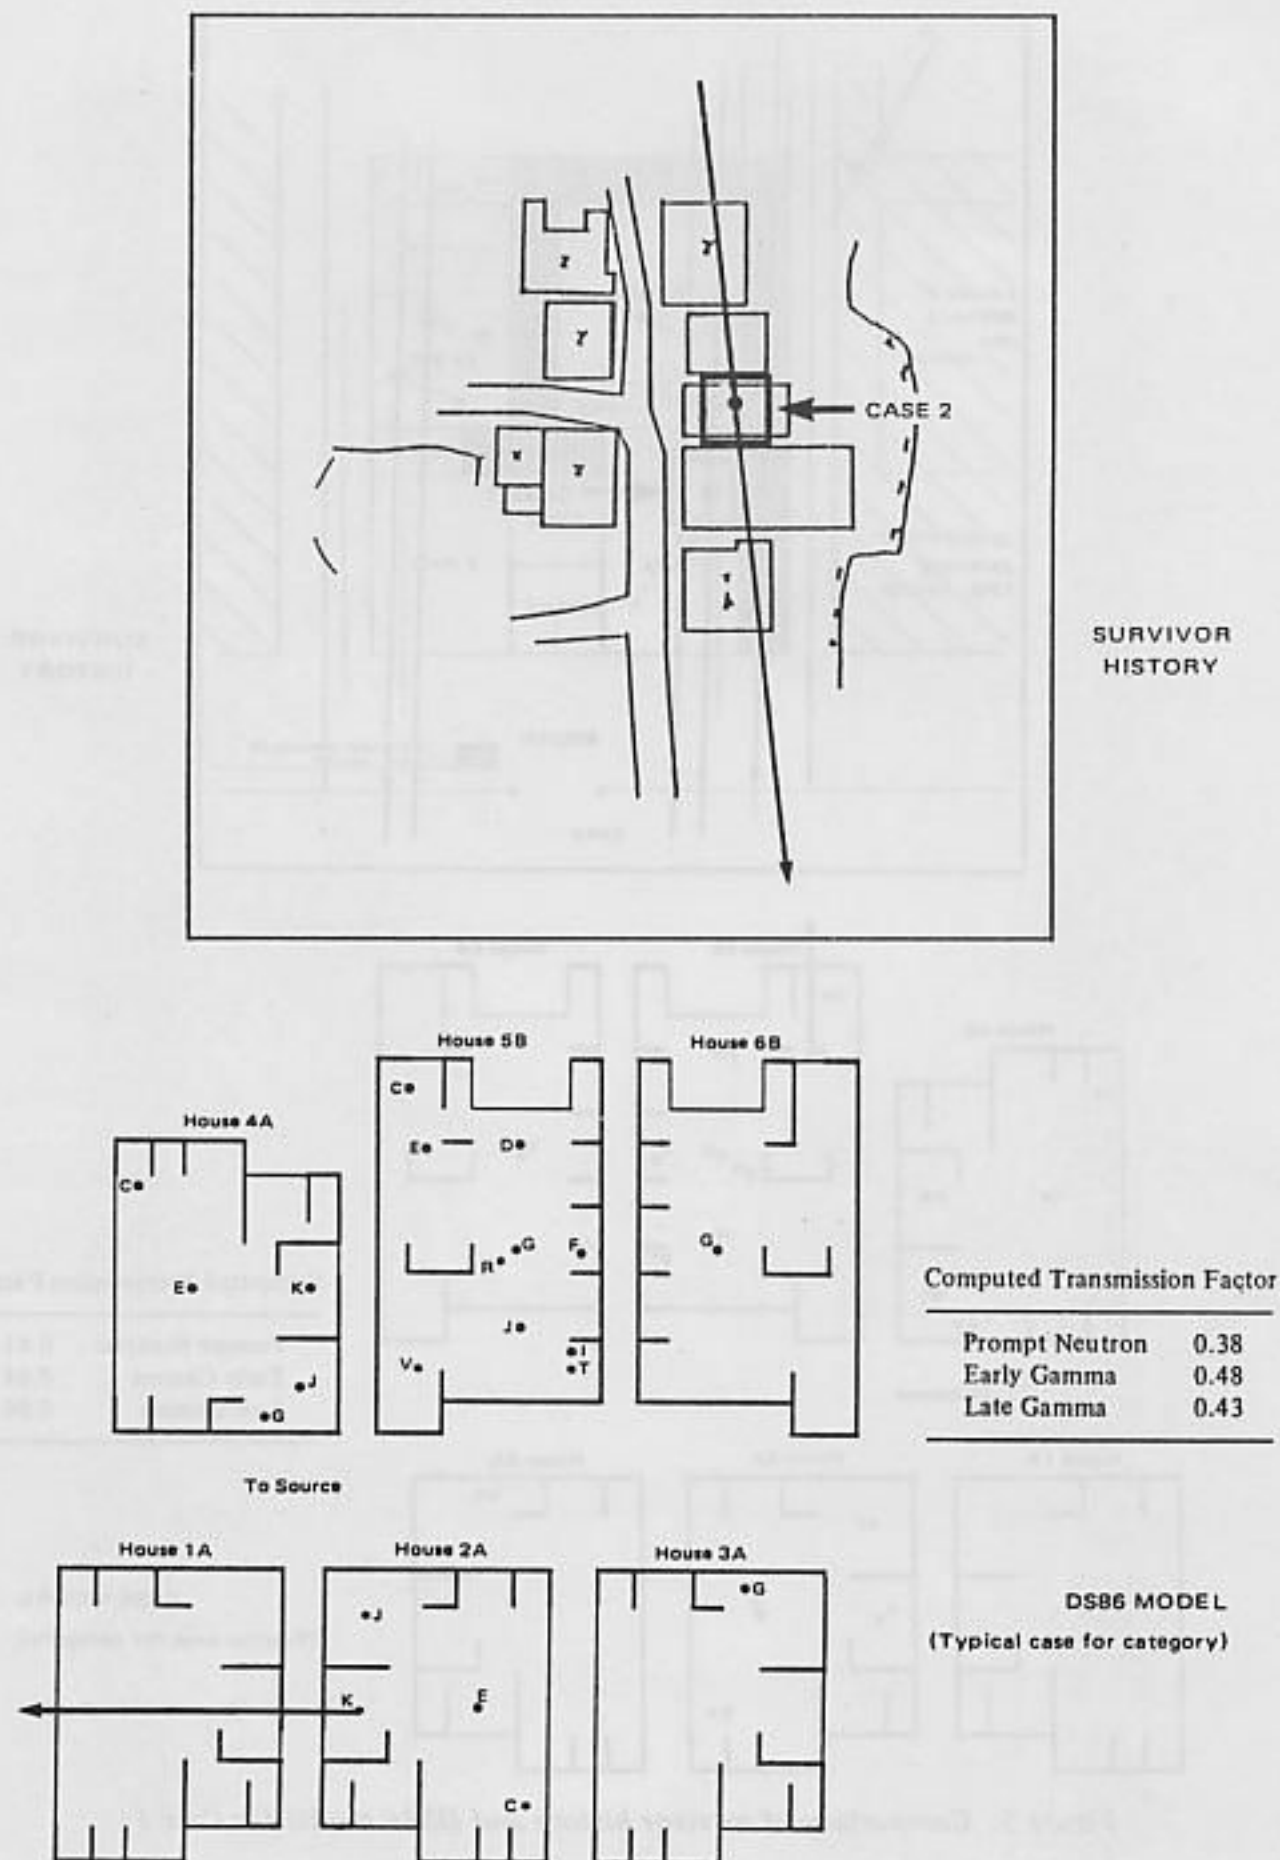 CASE 2
SURVIVOR
HISTORY
House 5B
House 6B
House 4A
C
E
D
C
E
K
G
R
F
G
J
I
V
T
J
G
Computed Transmission Factor
Prompt Neutron 0.38
Early Gamma 0.48
Late Gamma 0.43
To Source
House 1A
House 2A
House 3A
J
G
K
E
C
DS86 MODEL
(Typical case for category)